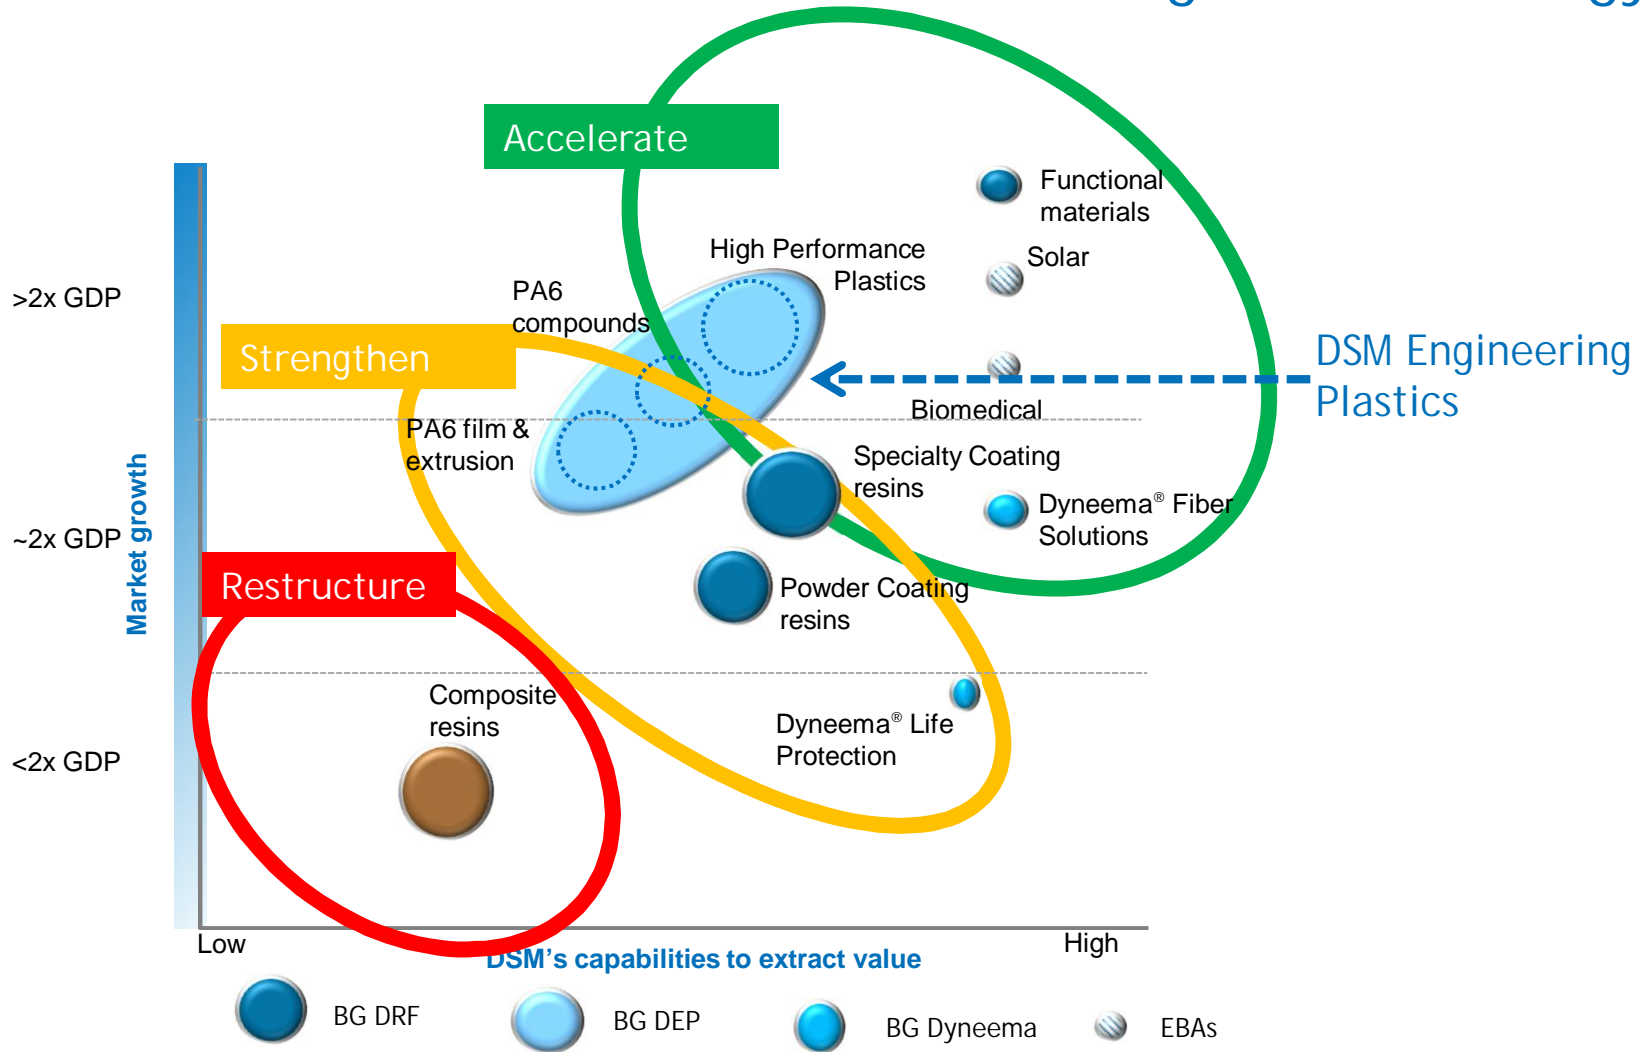 Accelerate
Functional
materials
High Performance
Plastics
Solar
PA6
compounds
>2x GDP
Strengthen
DSM Engineering
Plastics
Biomedical
PA6 film &
extrusion
Specialty Coating
resins
Dyneema® Fiber
Solutions
~2x GDP
Market growth
Restructure
Powder Coating
resins
Composite
resins
Dyneema® Life
Protection
<2x GDP
Low
High
DSM's capabilities to extract value
BG DRF
BG DEP
BG Dyneema
EBAs